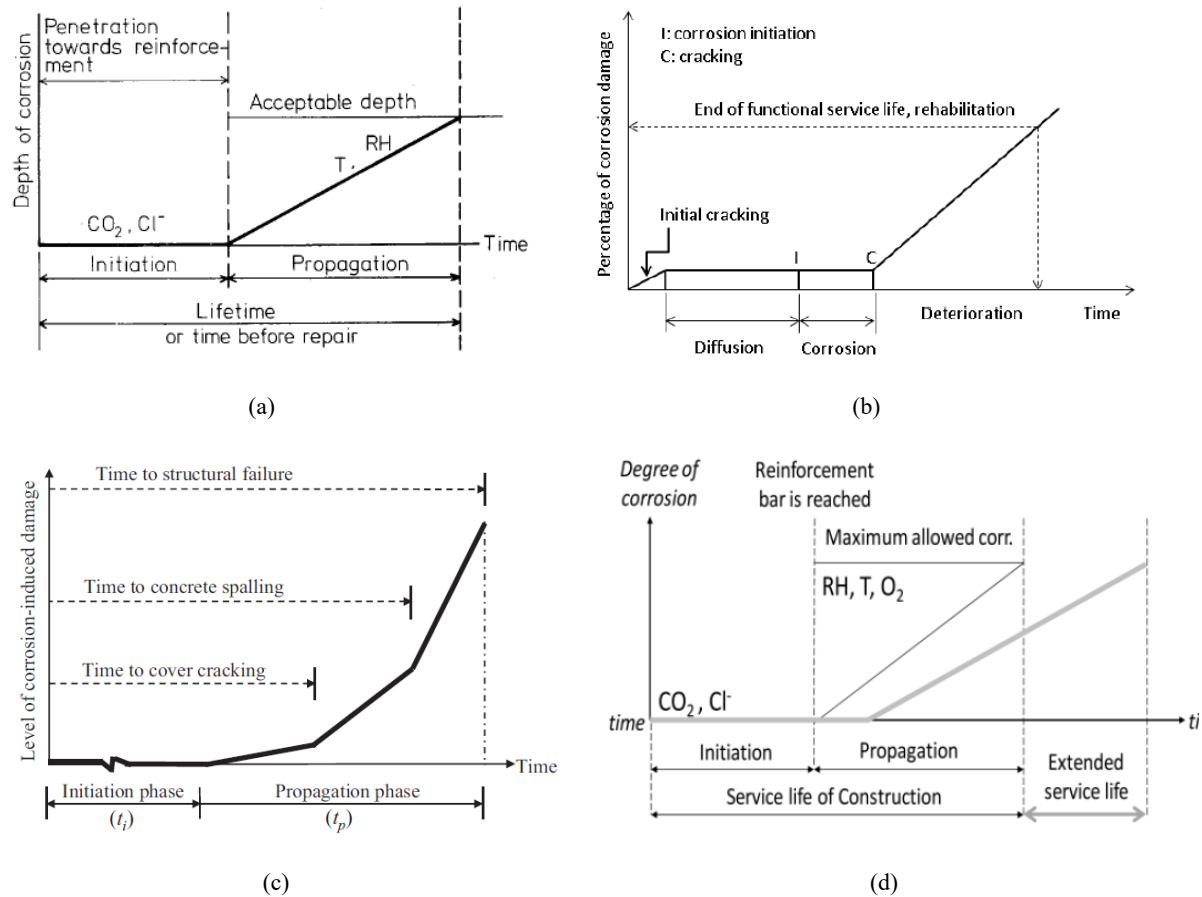 Penetration
towards reinforce-
ment
Depth of corrosion
Acceptable depth
RH
T,
CO₂, Cl⁻
Time
Initiation
Propagation
Lifetime
or time before repair
(a)
I: corrosion initiation
C: cracking
Percentage of corrosion damage
End of functional service life, rehabilitation
Initial cracking
I
C
Deterioration
Time
Diffusion
Corrosion
(b)
Level of corrosion-induced damage
Time to structural failure
Time to concrete spalling
Time to cover cracking
Time
Initiation phase
(tᵢ)
Propagation phase
(tₚ)
(c)
Degree of
corrosion
Reinforcement
bar is reached
Maximum allowed corr.
RH, T, O₂
CO₂, Cl⁻
time
ti
Initiation
Propagation
Extended
service life
Service life of Construction
(d)